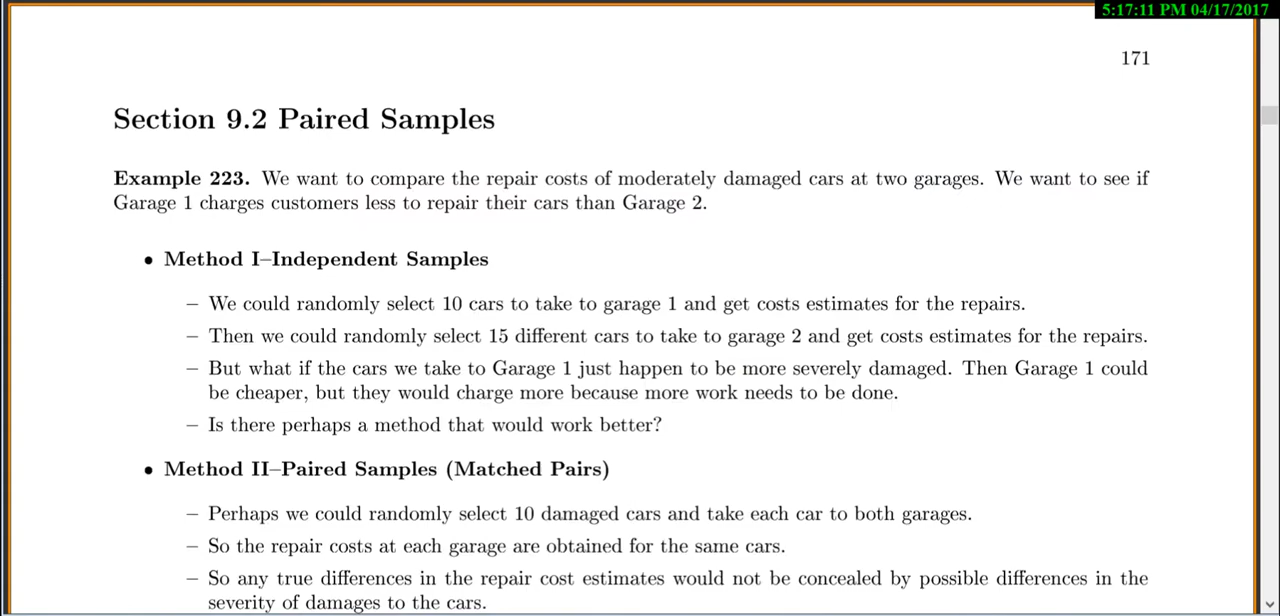 5:17:11 PM 04/17/2017
171
Section 9.2 Paired Samples
Example 223. We want to compare the repair costs of moderately damaged cars at two garages. We want to see if
Garage 1 charges customers less to repair their cars than Garage 2.
• Method I–Independent Samples
– We could randomly select 10 cars to take to garage 1 and get costs estimates for the repairs.
– Then we could randomly select 15 different cars to take to garage 2 and get costs estimates for the repairs.
– But what if the cars we take to Garage 1 just happen to be more severely damaged. Then Garage 1 could
be cheaper, but they would charge more because more work needs to be done.
– Is there perhaps a method that would work better?
• Method II–Paired Samples (Matched Pairs)
– Perhaps we could randomly select 10 damaged cars and take each car to both garages.
– So the repair costs at each garage are obtained for the same cars.
– So any true differences in the repair cost estimates would not be concealed by possible differences in the
severity of damages to the cars.